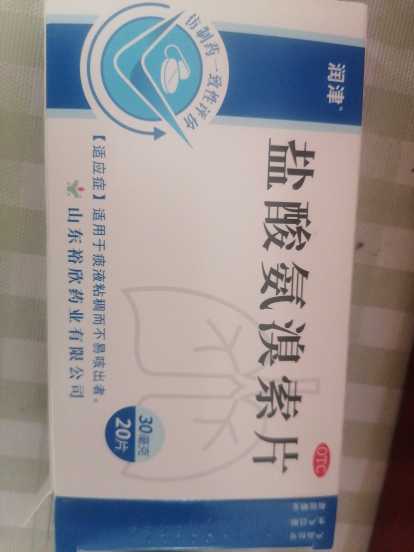 仿制药一致性评价
润津
盐酸氨溴索片
OTC
【适应症】适用于痰液粘稠而不易咳出者。
山东裕欣药业有限公司
30毫克
20片